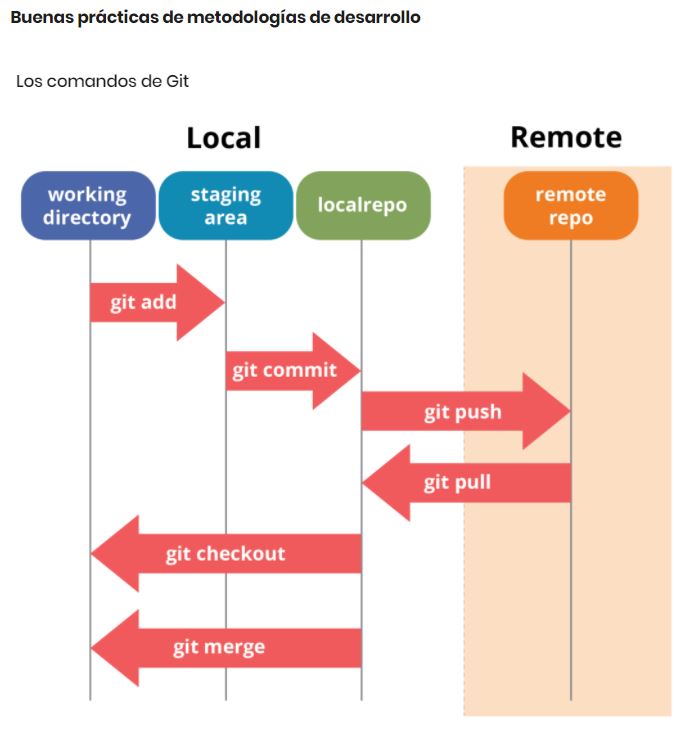 Buenas prácticas de metodologías de desarrollo
Los comandos de Git
Local
Remote
working
directory
staging
area
localrepo
remote
repo
git add
git commit
git push
git pull
git checkout
git merge